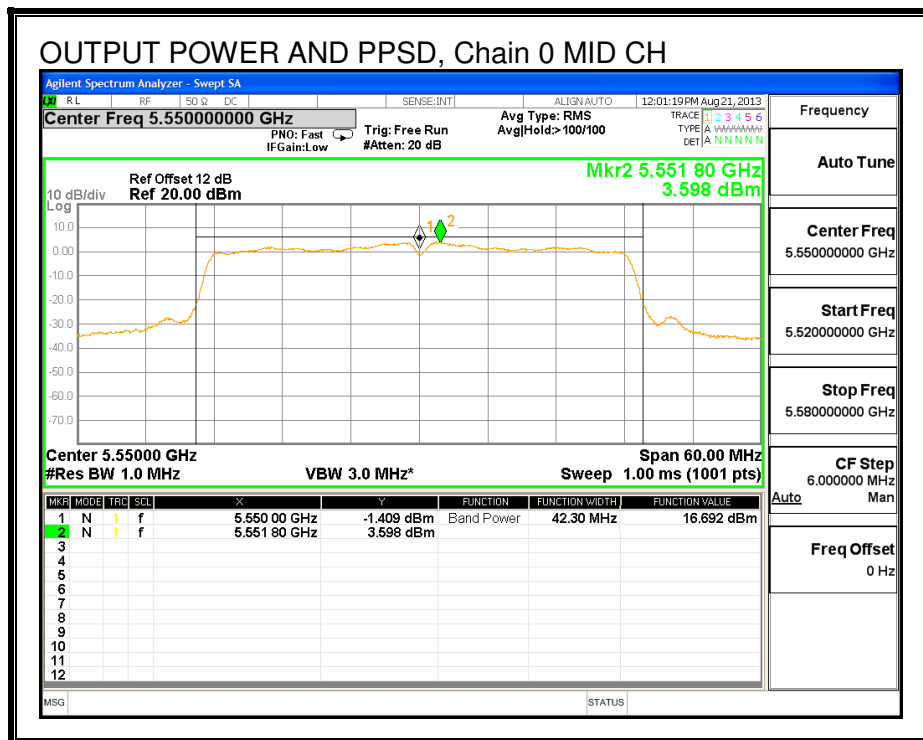 OUTPUT POWER AND PPSD, Chain 0 MID CH
Agilent Spectrum Analyzer - Swept SA
LXI RL RF 50 Ω DC SENSE:INT ALIGNAUTO 12:01:19 PM Aug 21, 2013
Center Freq 5.550000000 GHz
PNO: Fast
IFGain:Low
Trig: Free Run
#Atten: 20 dB
Avg Type: RMS
Avg|Hold:>100/100
TRACE 1 2 3 4 5 6
TYPE A WWWWW
DET A N N N N N
Mkr2 5.551 80 GHz
3.598 dBm
Ref Offset 12 dB
10 dB/div Ref 20.00 dBm
Log
10.0
0.00
-10.0
-20.0
-30.0
-40.0
-50.0
-60.0
-70.0
1 2
Center 5.55000 GHz Span 60.00 MHz
#Res BW 1.0 MHz VBW 3.0 MHz* Sweep 1.00 ms (1001 pts)
MKR MODE TRC SCL X Y FUNCTION FUNCTION WIDTH FUNCTION VALUE
1 N 1 f 5.550 00 GHz -1.409 dBm Band Power 42.30 MHz 16.692 dBm
2 N 1 f 5.551 80 GHz 3.598 dBm
3
4
5
6
7
8
9
10
11
12
MSG STATUS
Frequency
Auto Tune
Center Freq
5.550000000 GHz
Start Freq
5.520000000 GHz
Stop Freq
5.580000000 GHz
CF Step
6.000000 MHz
Auto Man
Freq Offset
0 Hz